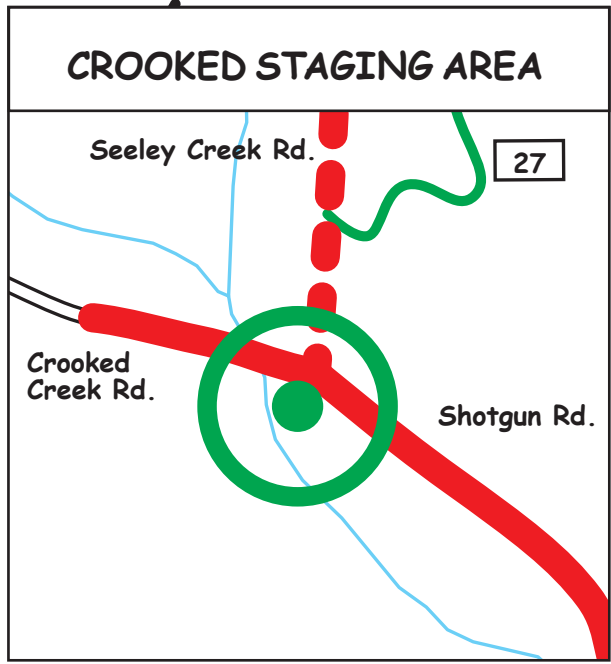 CROOKED STAGING AREA
Seeley Creek Rd.
27
Crooked
Creek Rd.
Shotgun Rd.